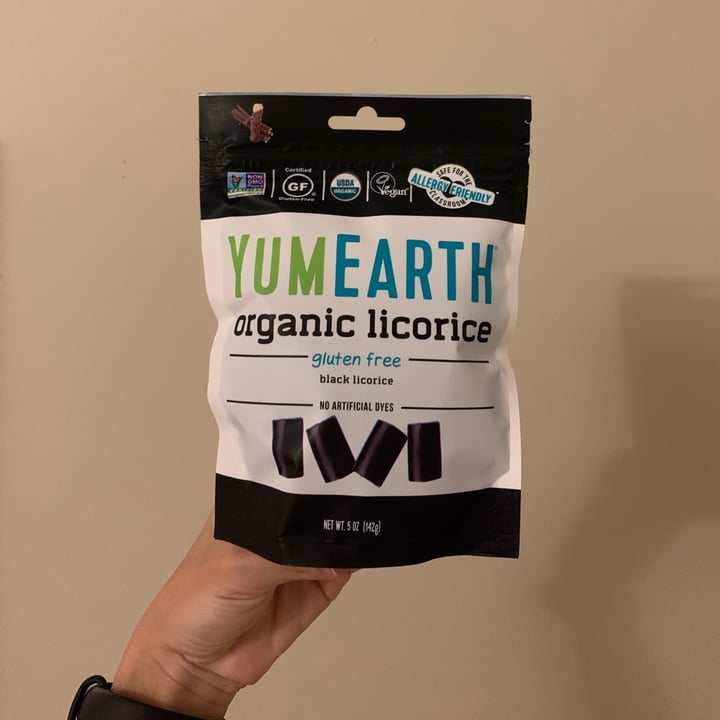 NON
GMO
Certified
GF
Gluten-Free
USDA
ORGANIC
Vegan
SAFE FOR THE
ALLERGY FRIENDLY
CLASSROOM
YUMEARTH
organic licorice
gluten free
black licorice
NO ARTIFICIAL DYES
NET WT. 5 OZ (142g)